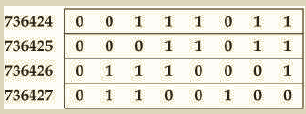 736424 0 0 1 1 1 0 1 1
736425 0 0 0 1 1 0 1 1
736426 0 1 1 1 0 0 0 1
736427 0 1 1 0 0 1 0 0